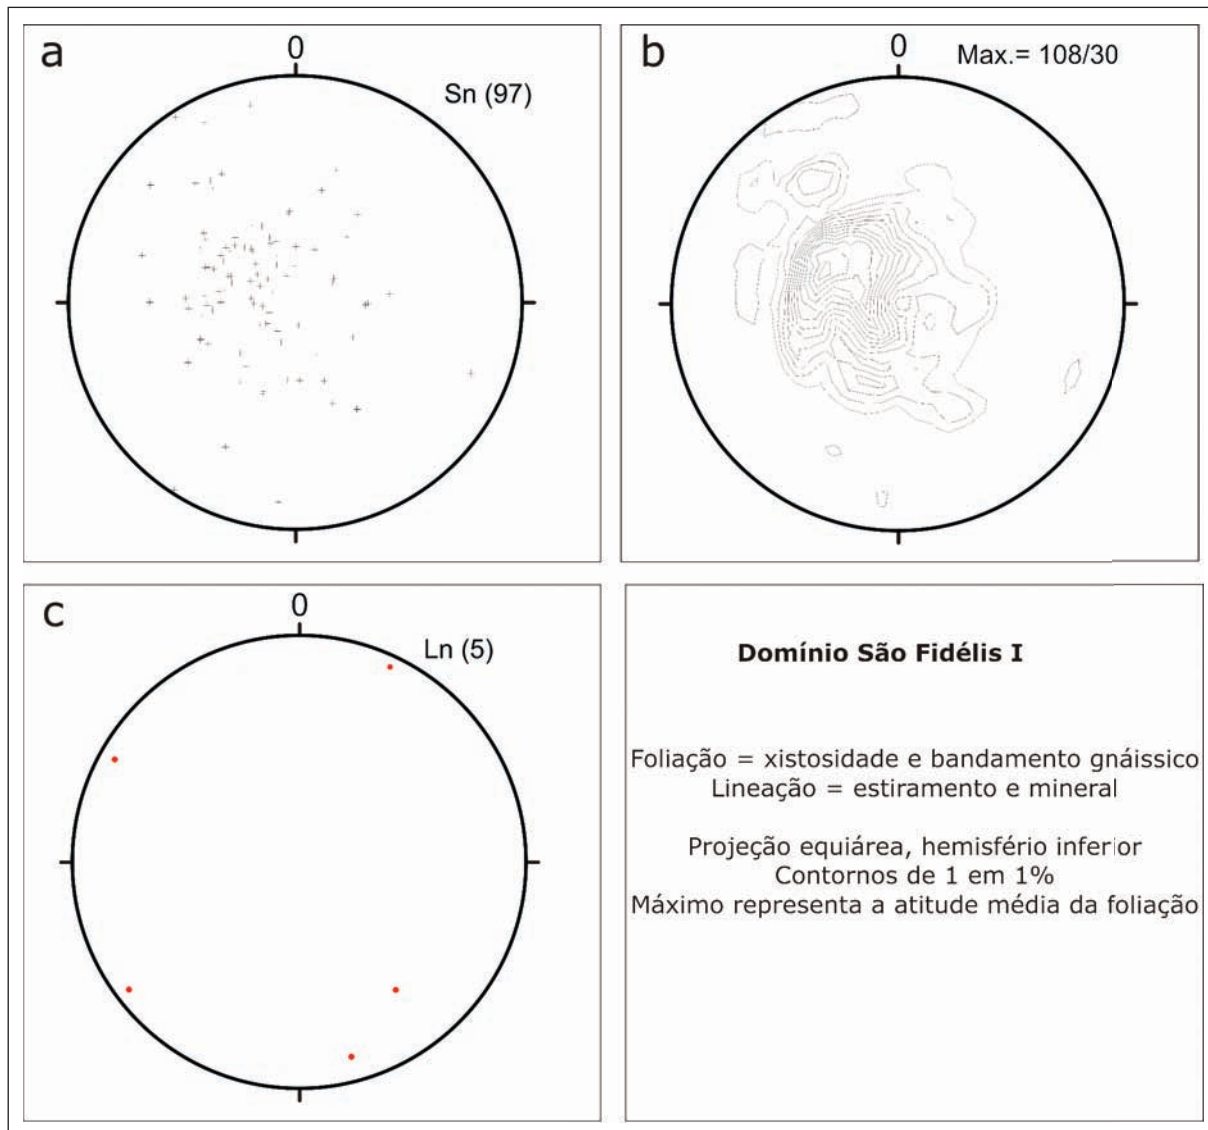 a
0
Sn (97)
b
0
Max.= 108/30
c
0
Ln (5)
Domínio São Fidélis I
Foliação = xistosidade e bandamento gnáissico
Lineação = estiramento e mineral
Projeção equiárea, hemisfério inferior
Contornos de 1 em 1%
Máximo representa a atitude média da foliação